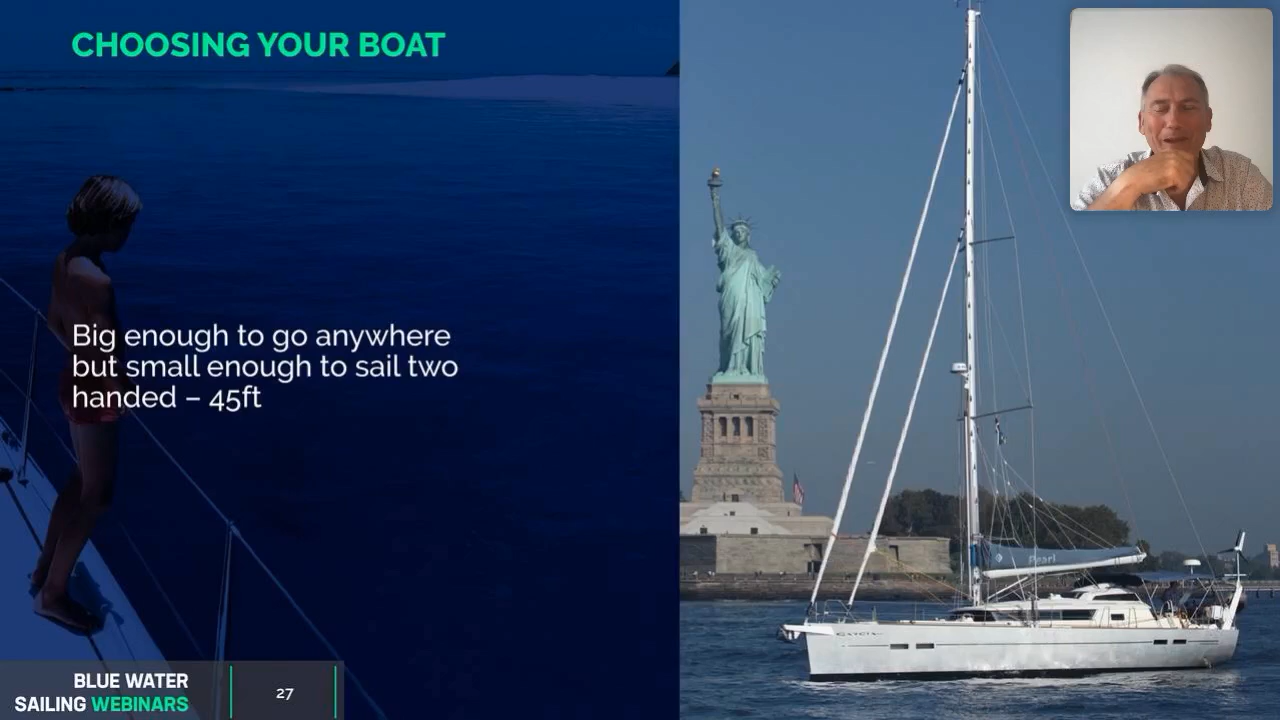 CHOOSING YOUR BOAT
Big enough to go anywhere
but small enough to sail two
handed – 45ft
Pearl
BLUE WATER
SAILING WEBINARS
27